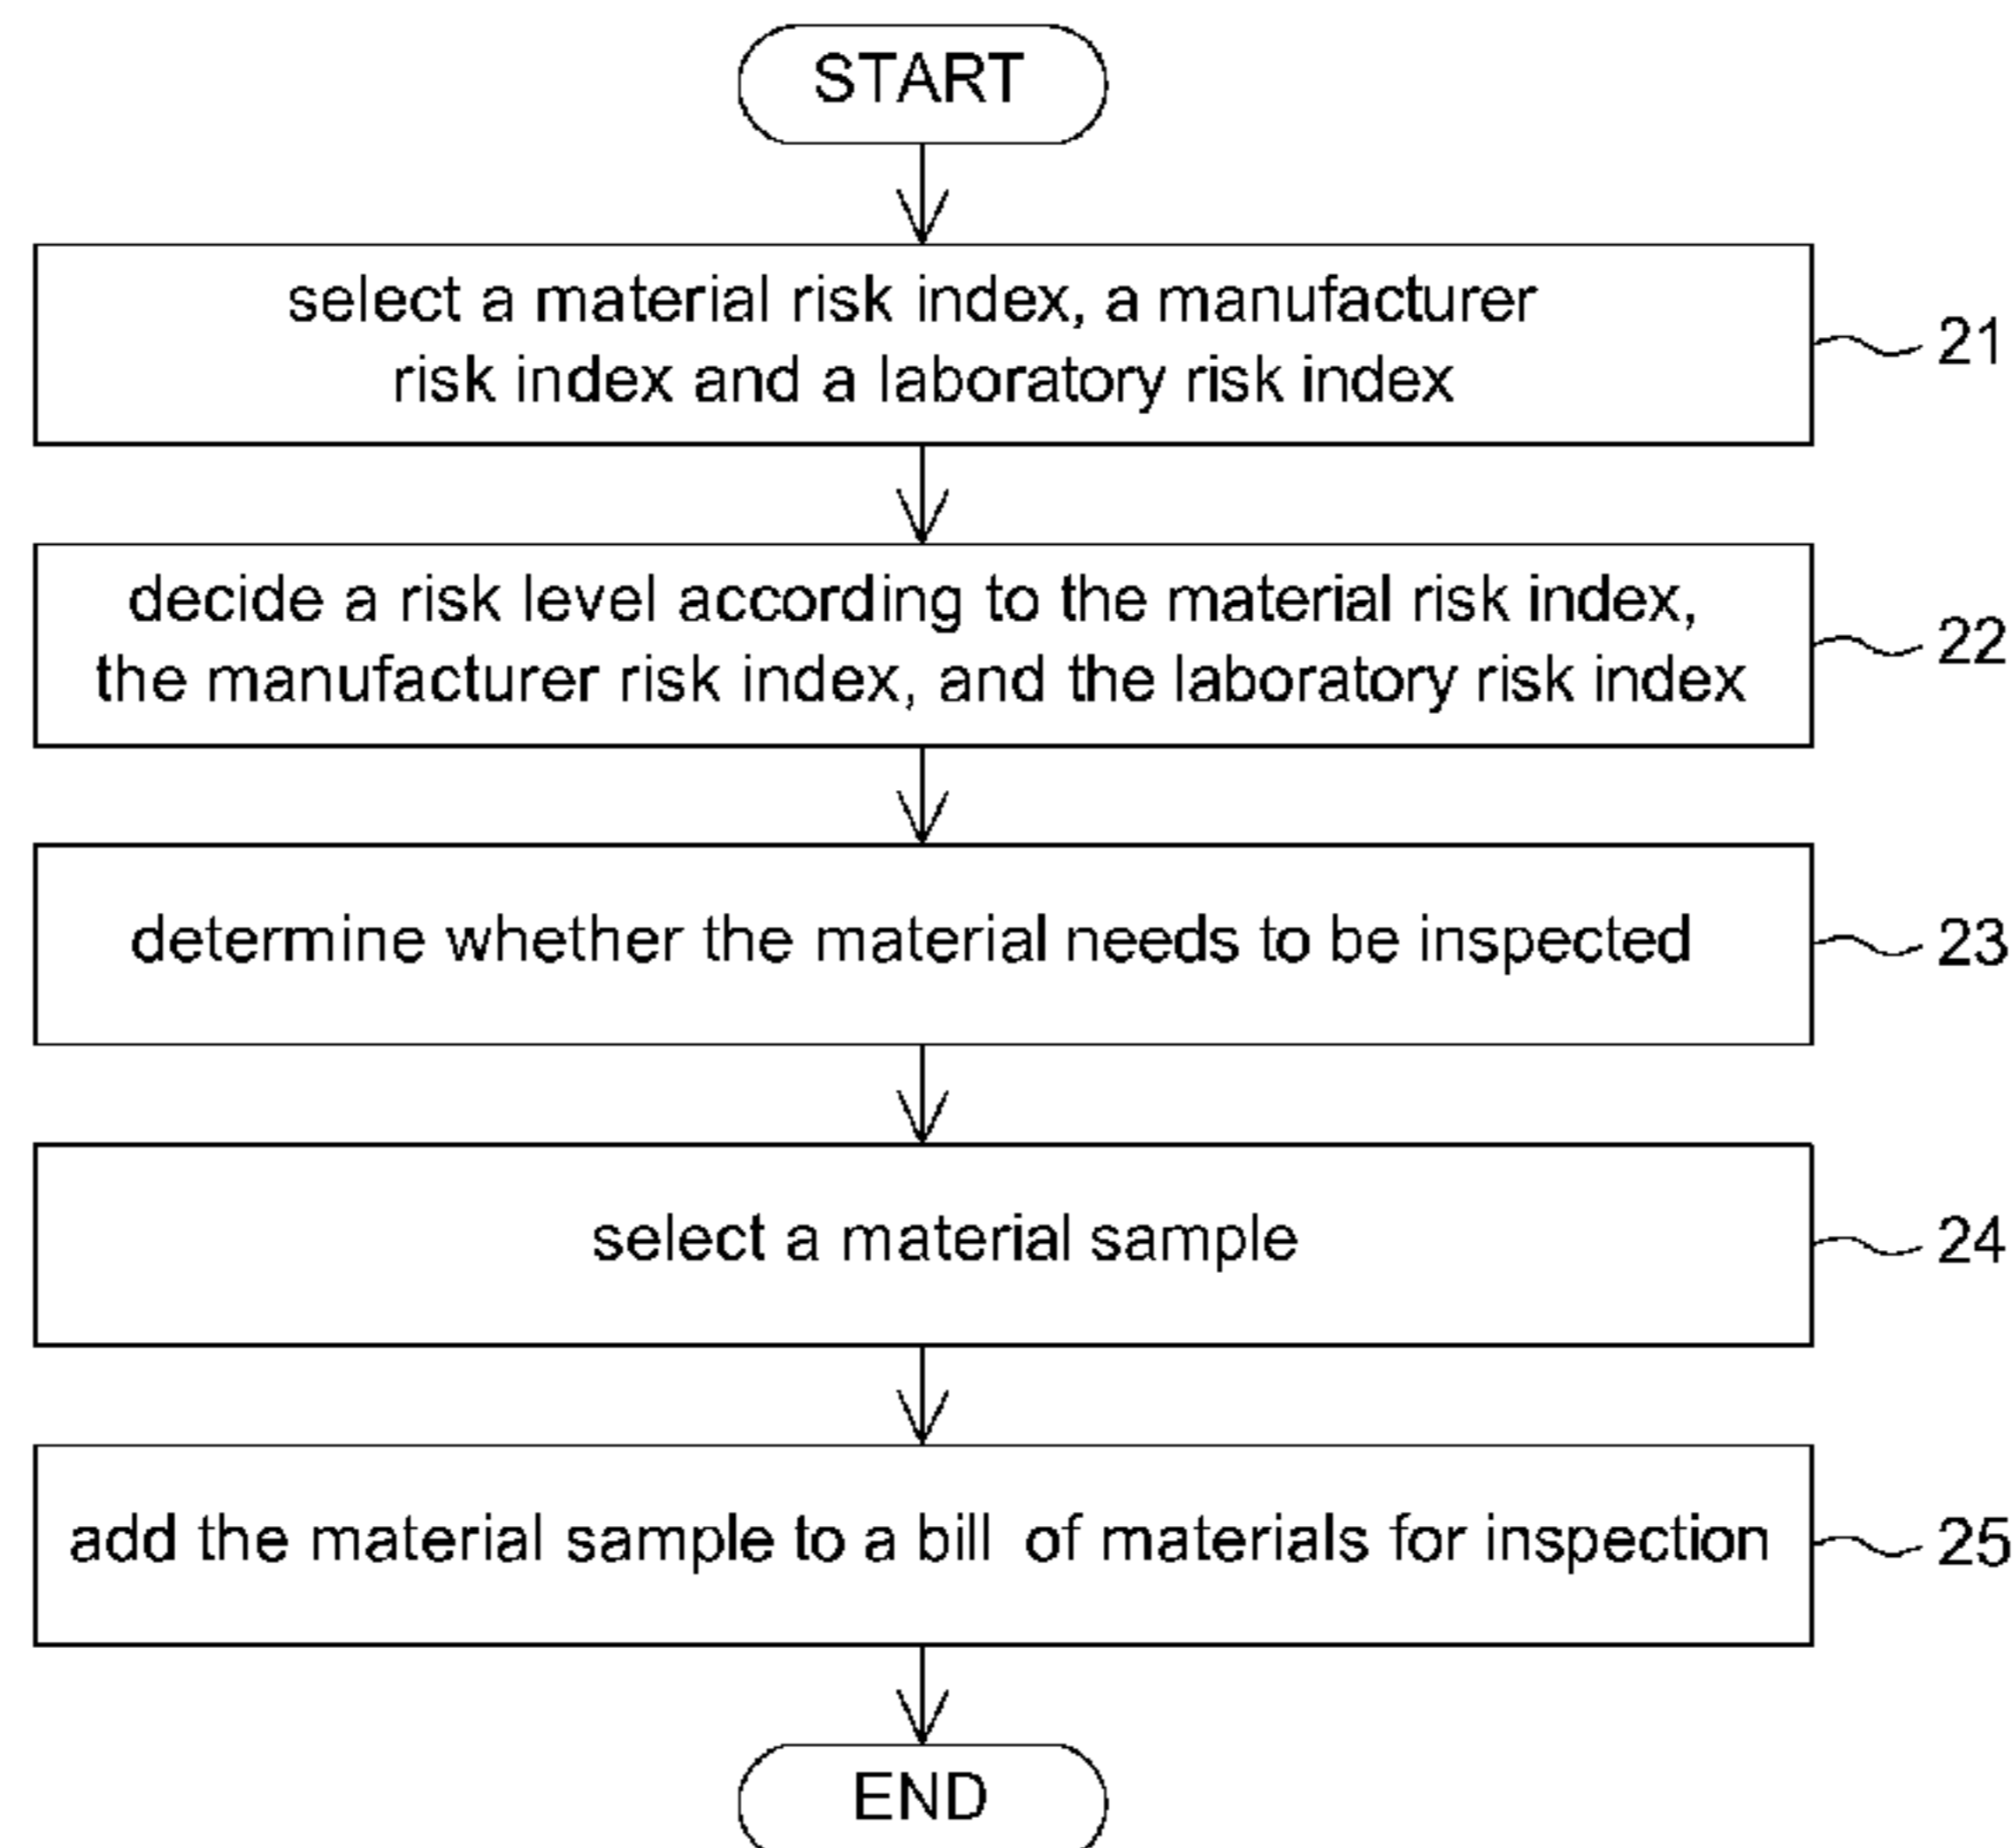 START
select a material risk index, a manufacturer
risk index and a laboratory risk index
21
decide a risk level according to the material risk index,
the manufacturer risk index, and the laboratory risk index
22
determine whether the material needs to be inspected
23
select a material sample
24
add the material sample to a bill of materials for inspection
25
END